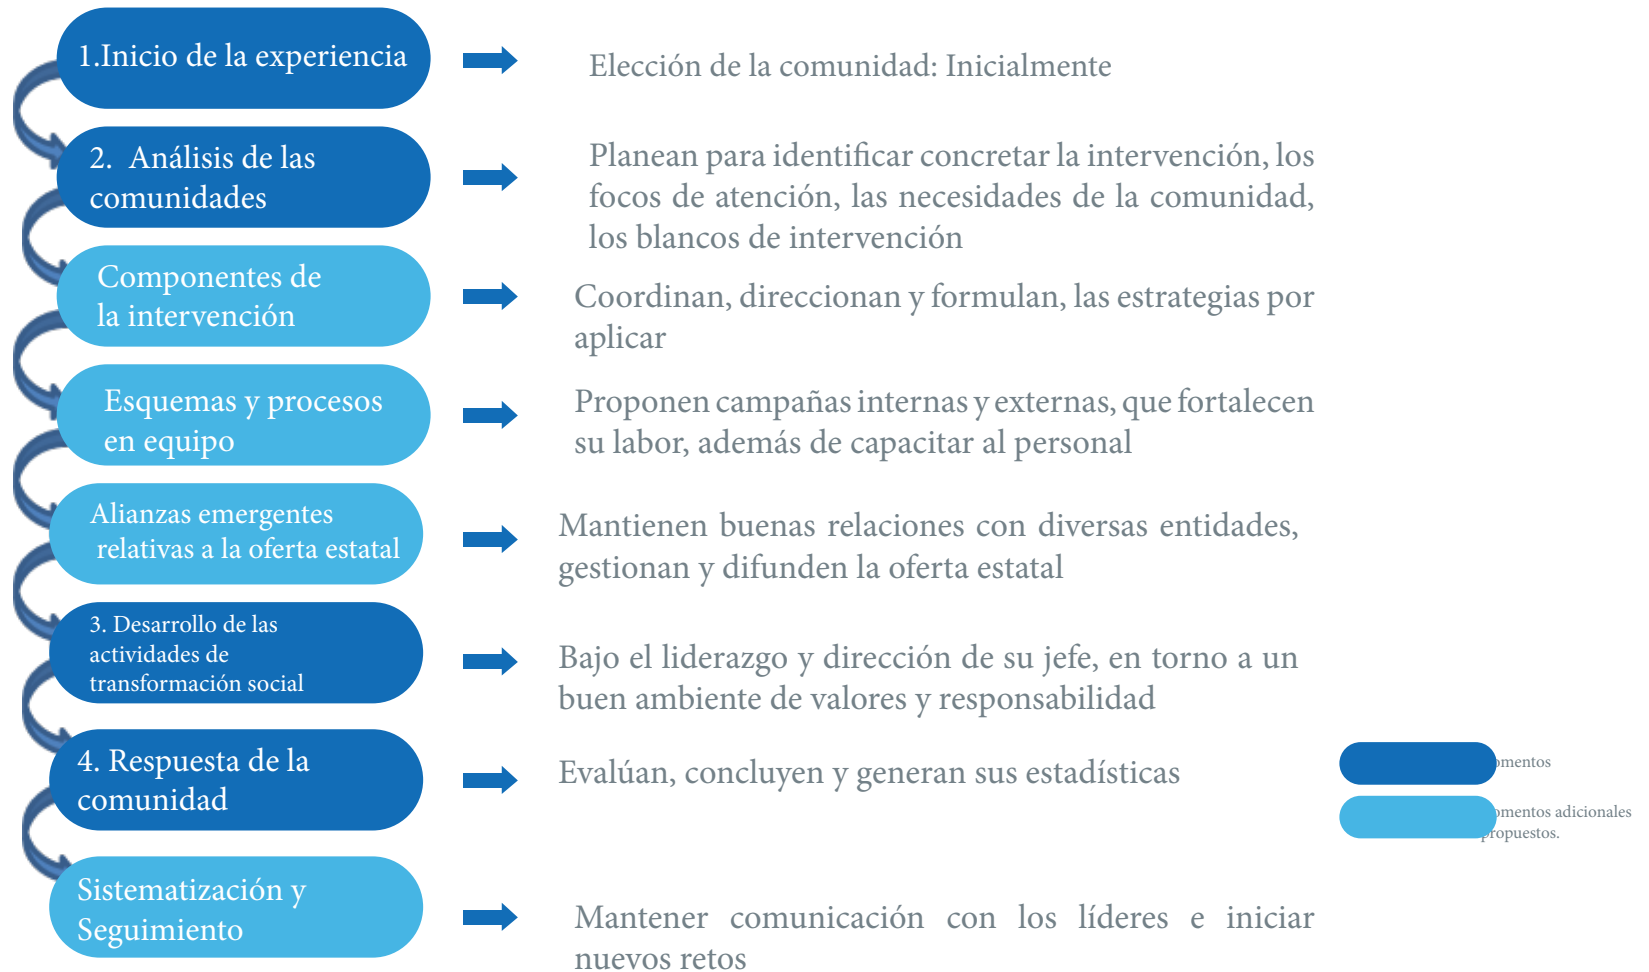 1.Inicio de la experiencia
Elección de la comunidad: Inicialmente
2. Análisis de las
comunidades
Planean para identificar concretar la intervención, los
focos de atención, las necesidades de la comunidad,
los blancos de intervención
Componentes de
la intervención
Coordinan, direccionan y formulan, las estrategias por
aplicar
Esquemas y procesos
en equipo
Proponen campañas internas y externas, que fortalecen
su labor, además de capacitar al personal
Alianzas emergentes
relativas a la oferta estatal
Mantienen buenas relaciones con diversas entidades,
gestionan y difunden la oferta estatal
3. Desarrollo de las
actividades de
transformación social
Bajo el liderazgo y dirección de su jefe, en torno a un
buen ambiente de valores y responsabilidad
4. Respuesta de la
comunidad
Evalúan, concluyen y generan sus estadísticas
omentos
omentos adicionales
propuestos.
Sistematización y
Seguimiento
Mantener comunicación con los líderes e iniciar
nuevos retos